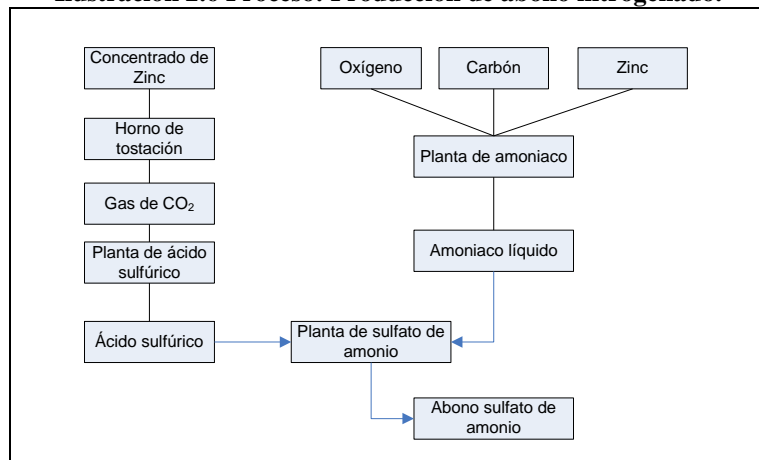 Ilustración 2.6 Proceso: Producción de abono nitrogenado.
Concentrado de
Zinc
Horno de
tostación
Gas de CO₂
Planta de ácido
sulfúrico
Ácido sulfúrico
Oxígeno
Carbón
Zinc
Planta de amoniaco
Amoniaco líquido
Planta de sulfato de
amonio
Abono sulfato de
amonio